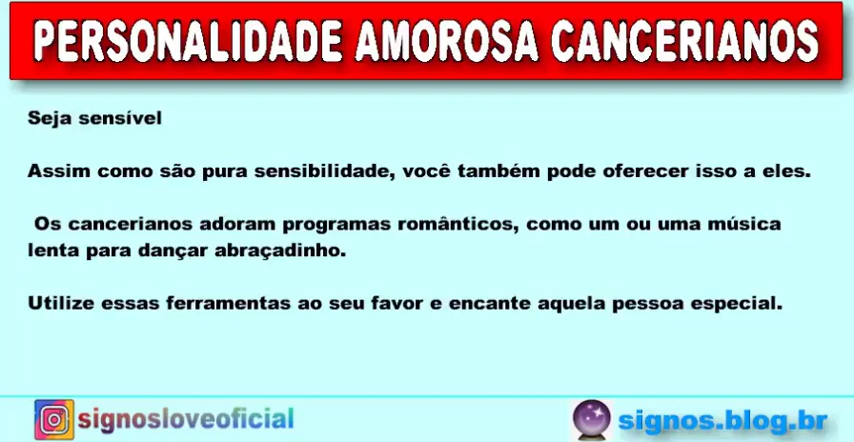 PERSONALIDADE AMOROSA CANCERIANOS
Seja sensível
Assim como são pura sensibilidade, você também pode oferecer isso a eles.
Os cancerianos adoram programas românticos, como um ou uma música
lenta para dançar abraçadinho.
Utilize essas ferramentas ao seu favor e encante aquela pessoa especial.
signosloveoficial
signos.blog.br